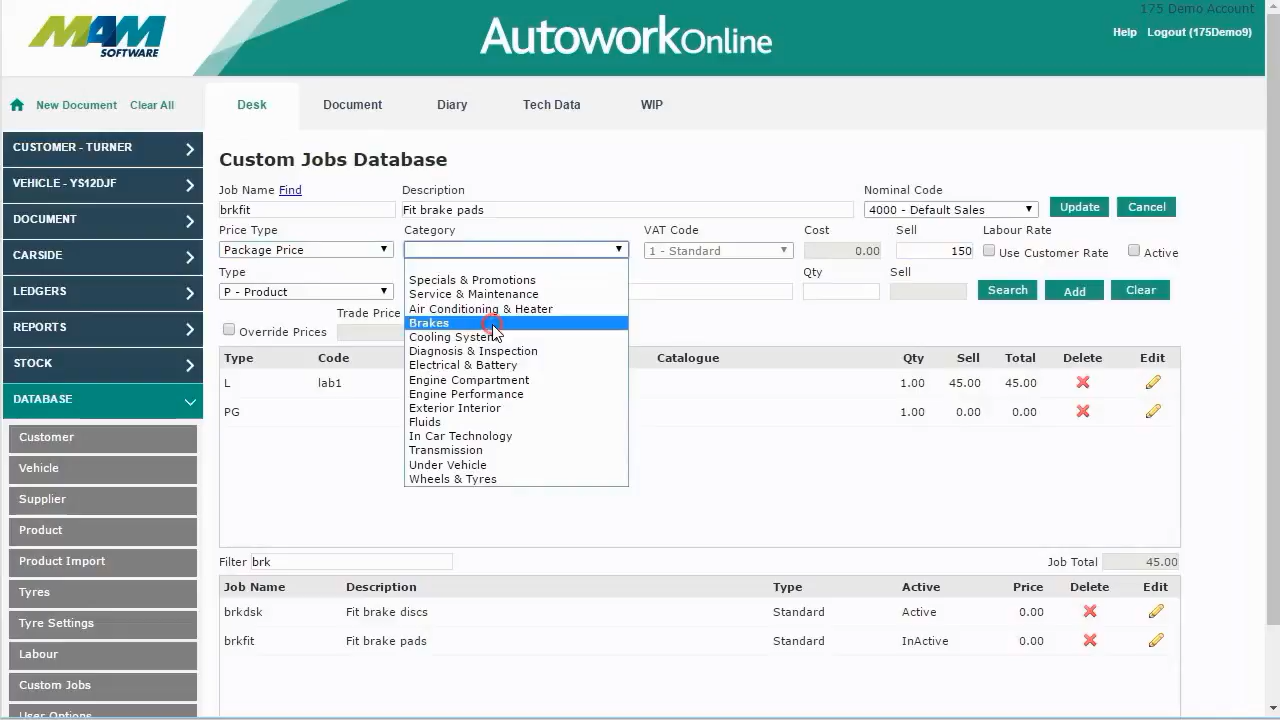 175 Demo Account
MAM SOFTWARE
AutoworkOnline
Help Logout (175Demo9)
New Document Clear All
Desk Document Diary Tech Data WIP
CUSTOMER - TURNER
VEHICLE - YS12DJF
DOCUMENT
CARSIDE
LEDGERS
REPORTS
STOCK
DATABASE
Customer
Vehicle
Supplier
Product
Product Import
Tyres
Tyre Settings
Labour
Custom Jobs
User Options
Custom Jobs Database
Job Name Find Description Nominal Code
brkfit Fit brake pads 4000 - Default Sales Update Cancel
Price Type Category VAT Code Cost Sell Labour Rate
Package Price 1 - Standard 0.00 150 Use Customer Rate Active
Type Qty Sell
P - Product Search Add Clear
Trade Price
Override Prices
Specials & Promotions
Service & Maintenance
Air Conditioning & Heater
Brakes
Cooling System
Diagnosis & Inspection
Electrical & Battery
Engine Compartment
Engine Performance
Exterior Interior
Fluids
In Car Technology
Transmission
Under Vehicle
Wheels & Tyres
Type Code Catalogue Qty Sell Total Delete Edit
L lab1 1.00 45.00 45.00
PG 1.00 0.00 0.00
Filter brk Job Total 45.00
Job Name Description Type Active Price Delete Edit
brkdsk Fit brake discs Standard Active 0.00
brkfit Fit brake pads Standard InActive 0.00